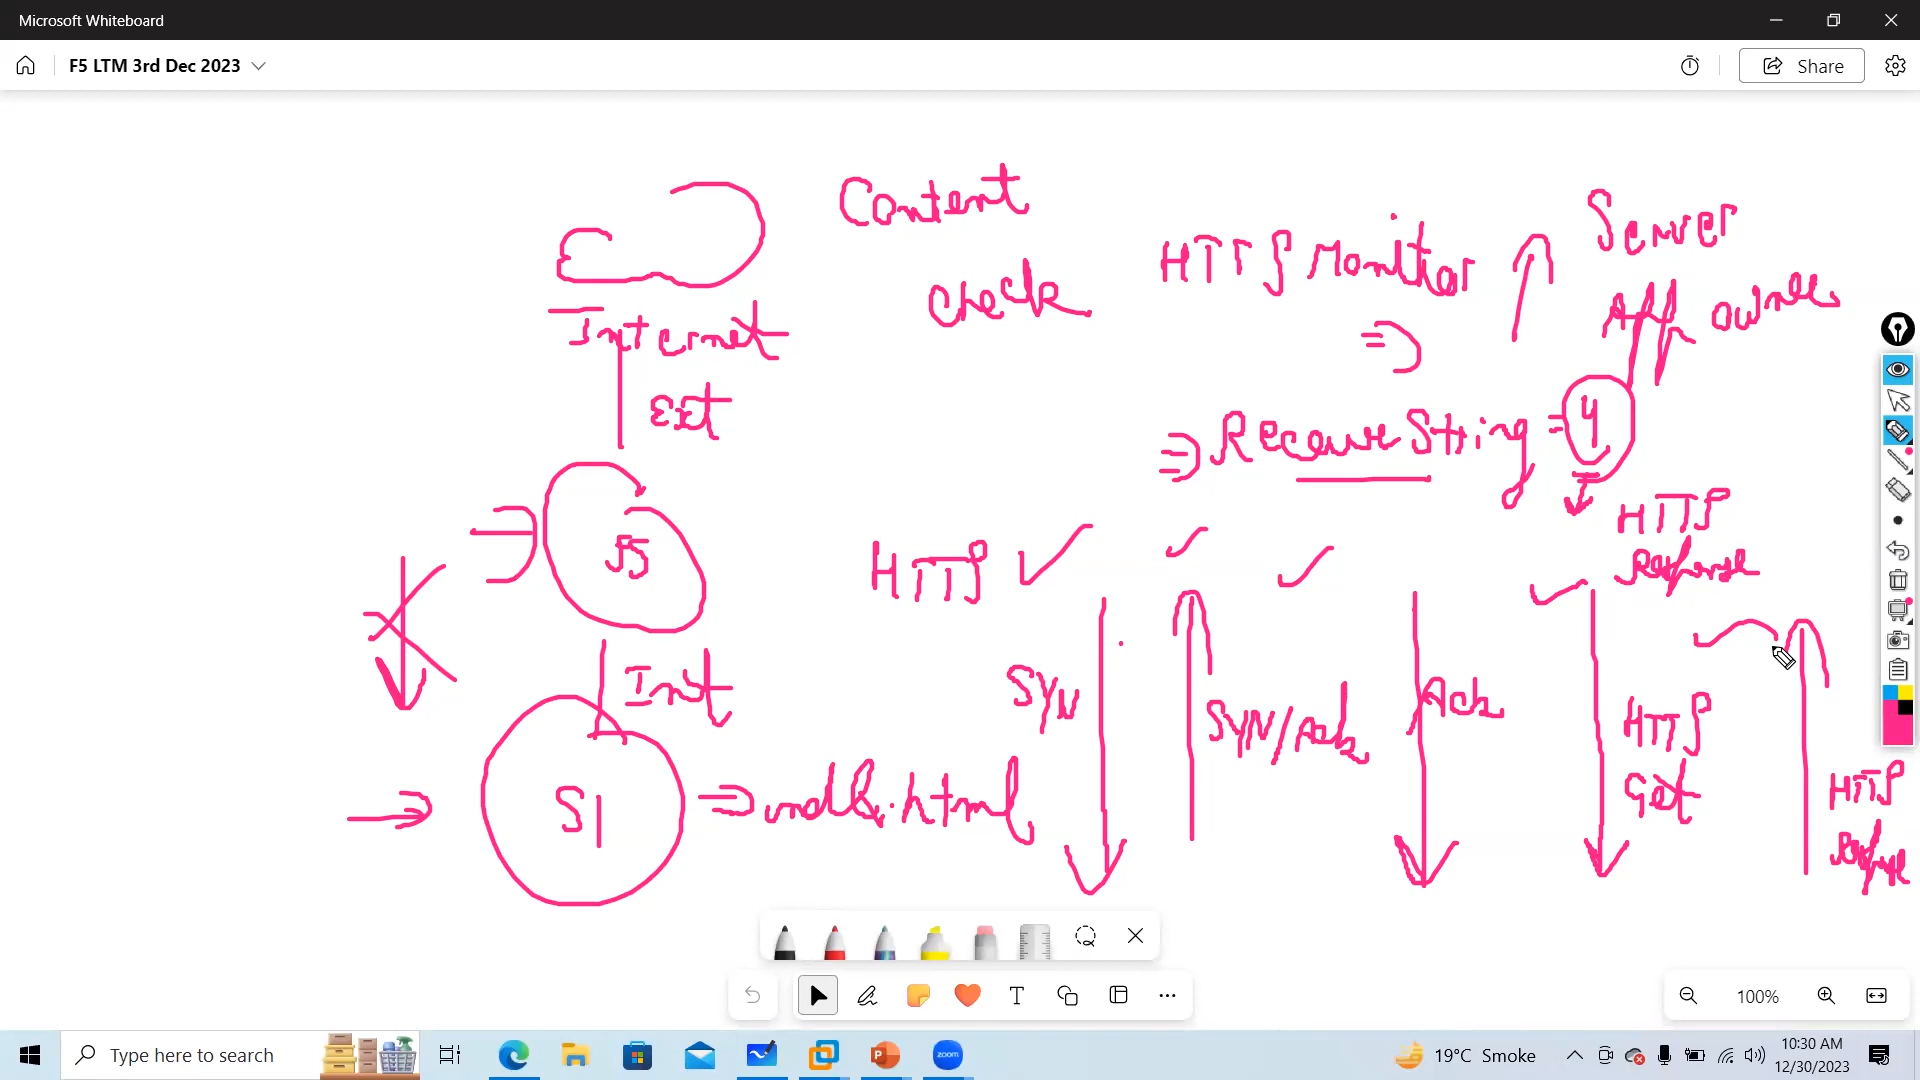 Microsoft Whiteboard
F5 LTM 3rd Dec 2023
Share
Content
check
HTTP Monitor
Server
App owner
Internet
Ext
Receive String = 4
HTTP
Response
F5
HTTP
Int
SYN
SYN/Ack
Ack
HTTP
Get
HTTP
S1
index.html
100%
Type here to search
zoom
19°C Smoke
10:30 AM
12/30/2023